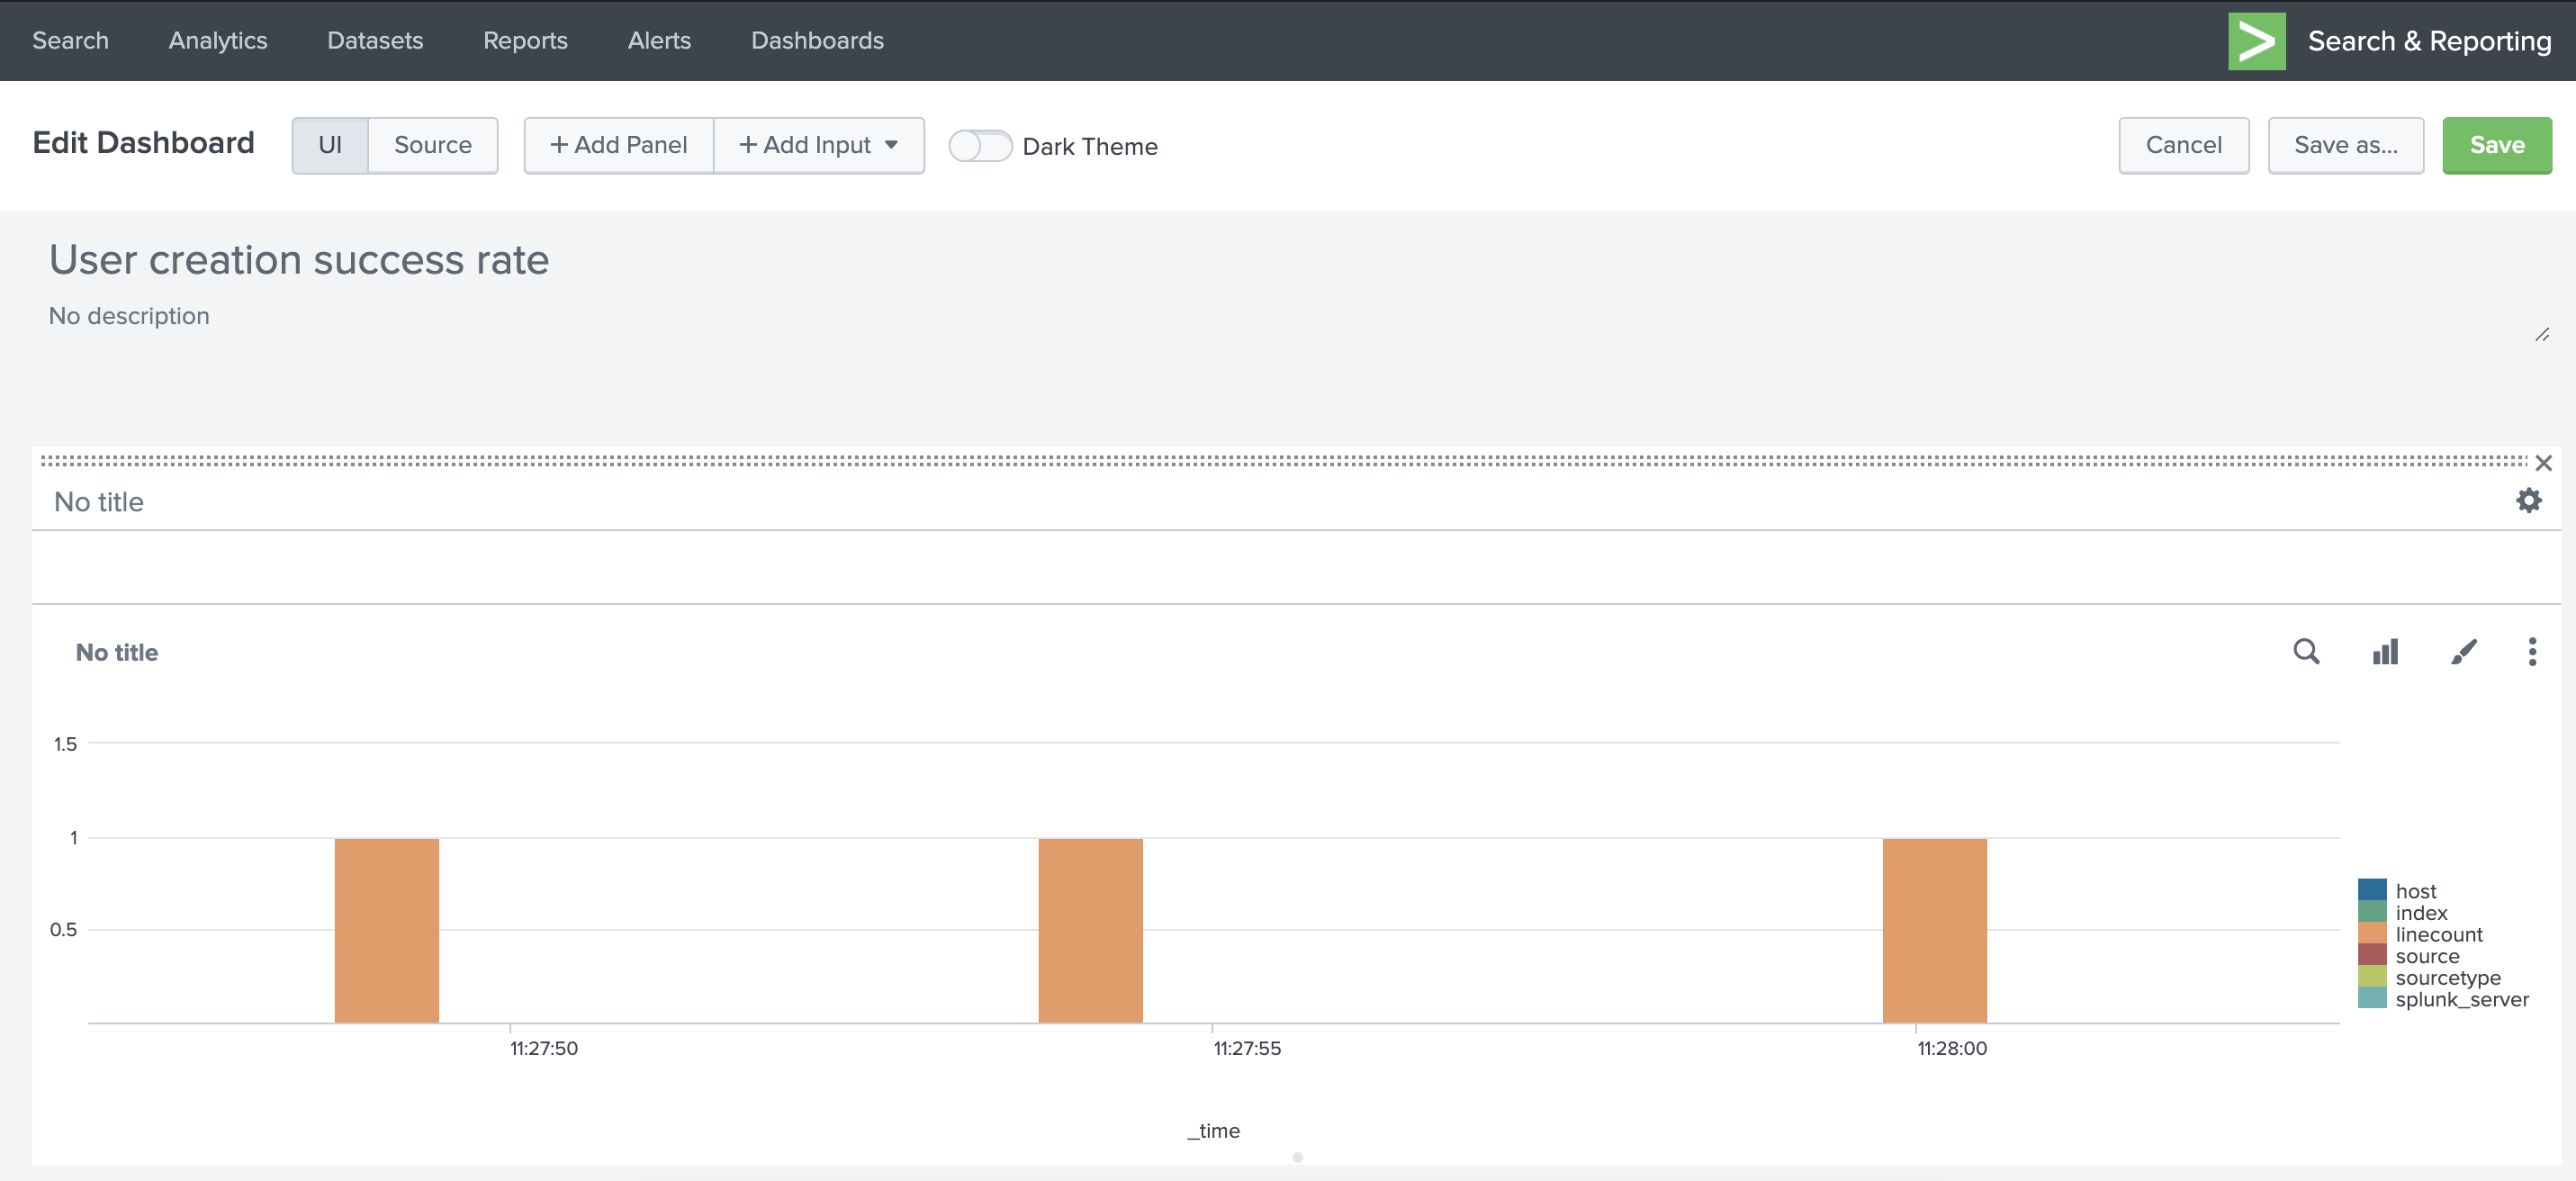 Search Analytics Datasets Reports Alerts Dashboards Search & Reporting
Edit Dashboard UI Source + Add Panel + Add Input Dark Theme Cancel Save as... Save
User creation success rate
No description
No title
No title
1.5
1
0.5
host
index
linecount
source
sourcetype
splunk_server
11:27:50 11:27:55 11:28:00
_time